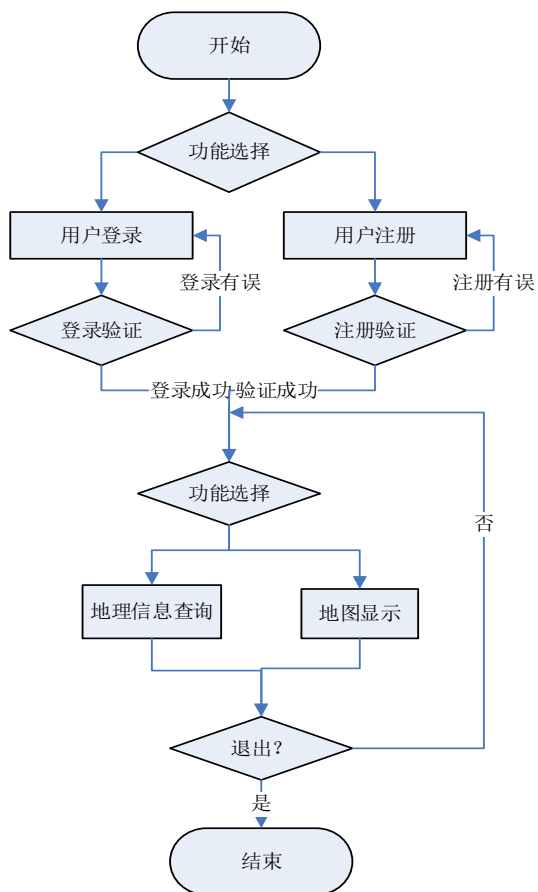 开始
功能选择
用户登录
用户注册
登录有误
注册有误
登录验证
注册验证
登录成功
验证成功
功能选择
否
地理信息查询
地图显示
退出?
是
结束